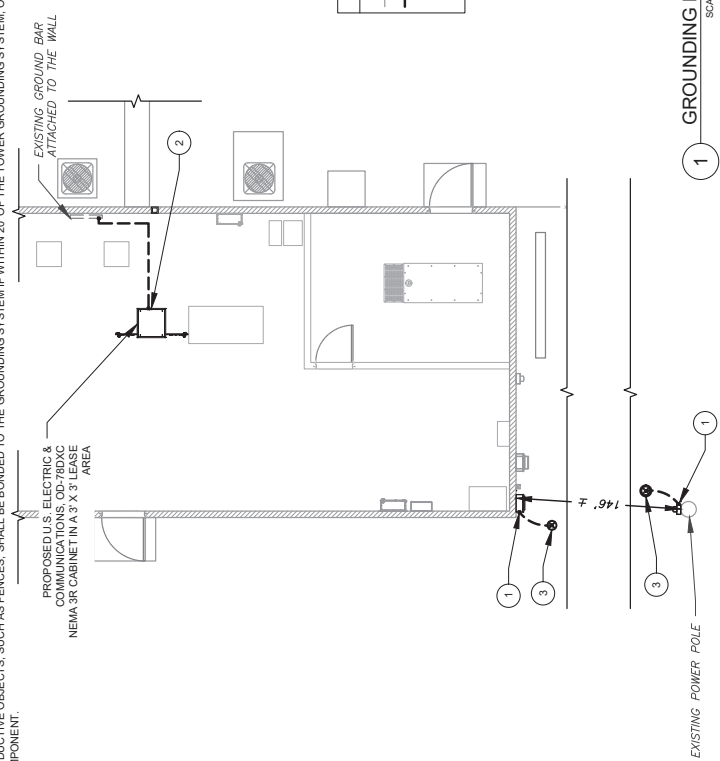 DUCTIVE OBJECTS, SUCH AS FENCES, SHALL BE BONDED TO THE GROUNDING SYSTEM IF WITHIN 20' OF THE TOWER GROUNDING SYSTEM, O
MPONENT.
EXISTING GROUND BAR
ATTACHED TO THE WALL
2
PROPOSED U.S. ELECTRIC &
COMMUNICATIONS, OD-78DXC
NEMA 3R CABINET IN A 3' X 3' LEASE
AREA
1
3
146' ±
3
1
EXISTING POWER POLE
1
GROUNDING
SCA